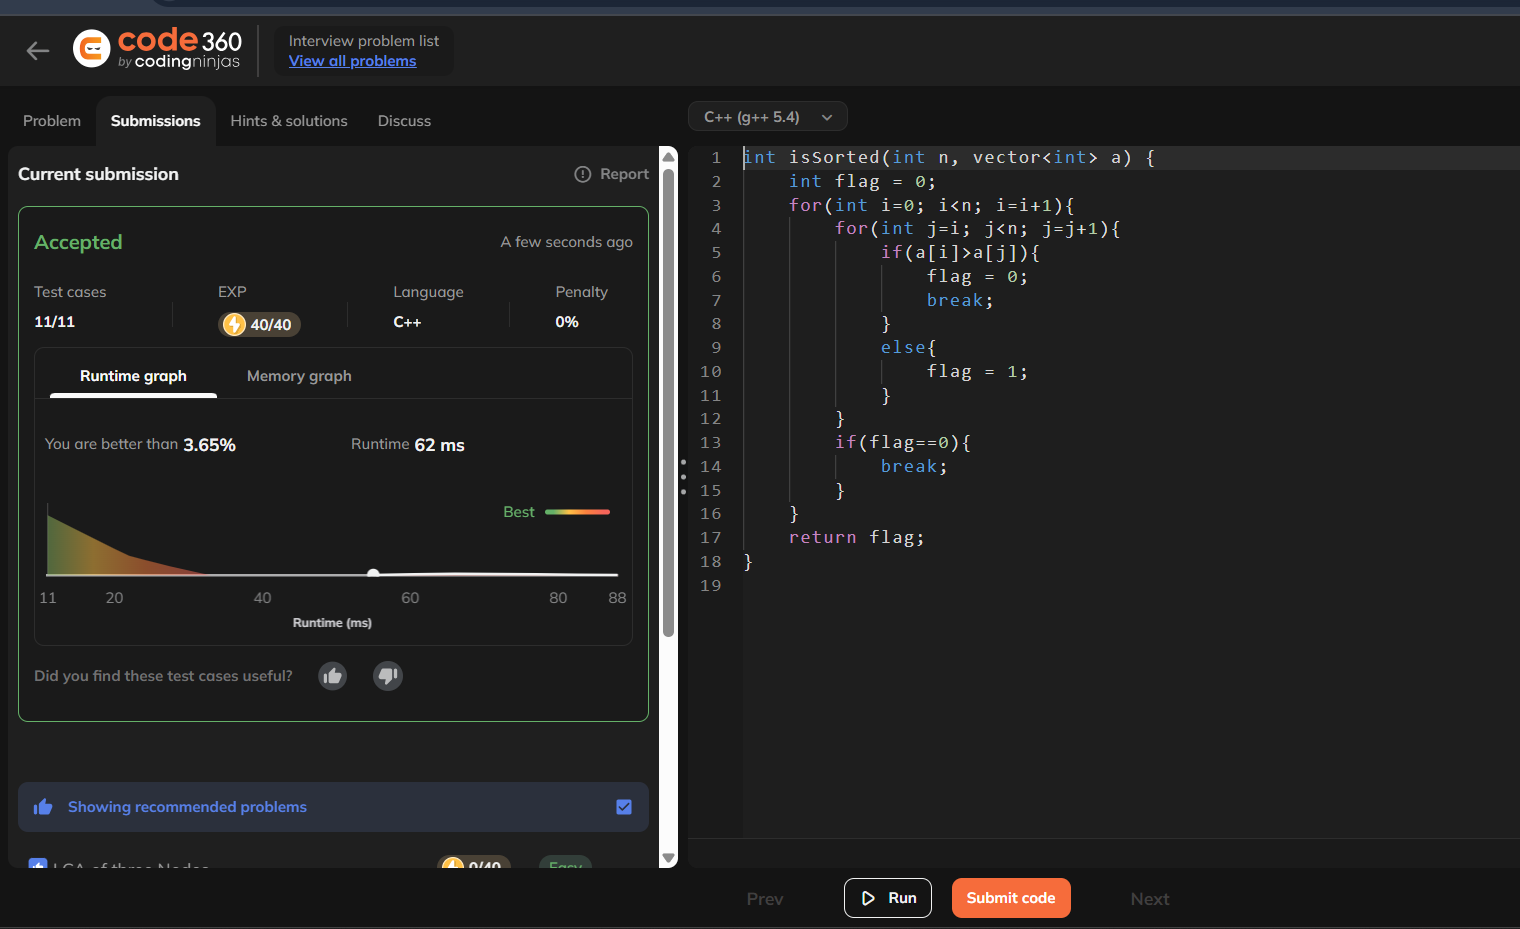 code 360
by codingninjas
Interview problem list
View all problems
Problem
Submissions
Hints & solutions
Discuss
Current submission
Report
Accepted
A few seconds ago
Test cases
EXP
Language
Penalty
11/11
40/40
C++
0%
Runtime graph
Memory graph
You are better than 3.65%
Runtime 62 ms
Best
11
20
40
60
80
88
Runtime (ms)
Did you find these test cases useful?
Showing recommended problems
LCA of three Nodes
0/40
Easy
C++ (g++ 5.4)
1 int isSorted(int n, vector<int> a) {
2     int flag = 0;
3     for(int i=0; i<n; i=i+1){
4         for(int j=i; j<n; j=j+1){
5             if(a[i]>a[j]){
6                 flag = 0;
7                 break;
8             }
9             else{
10                 flag = 1;
11             }
12         }
13         if(flag==0){
14             break;
15         }
16     }
17     return flag;
18 }
19
Prev
Run
Submit code
Next